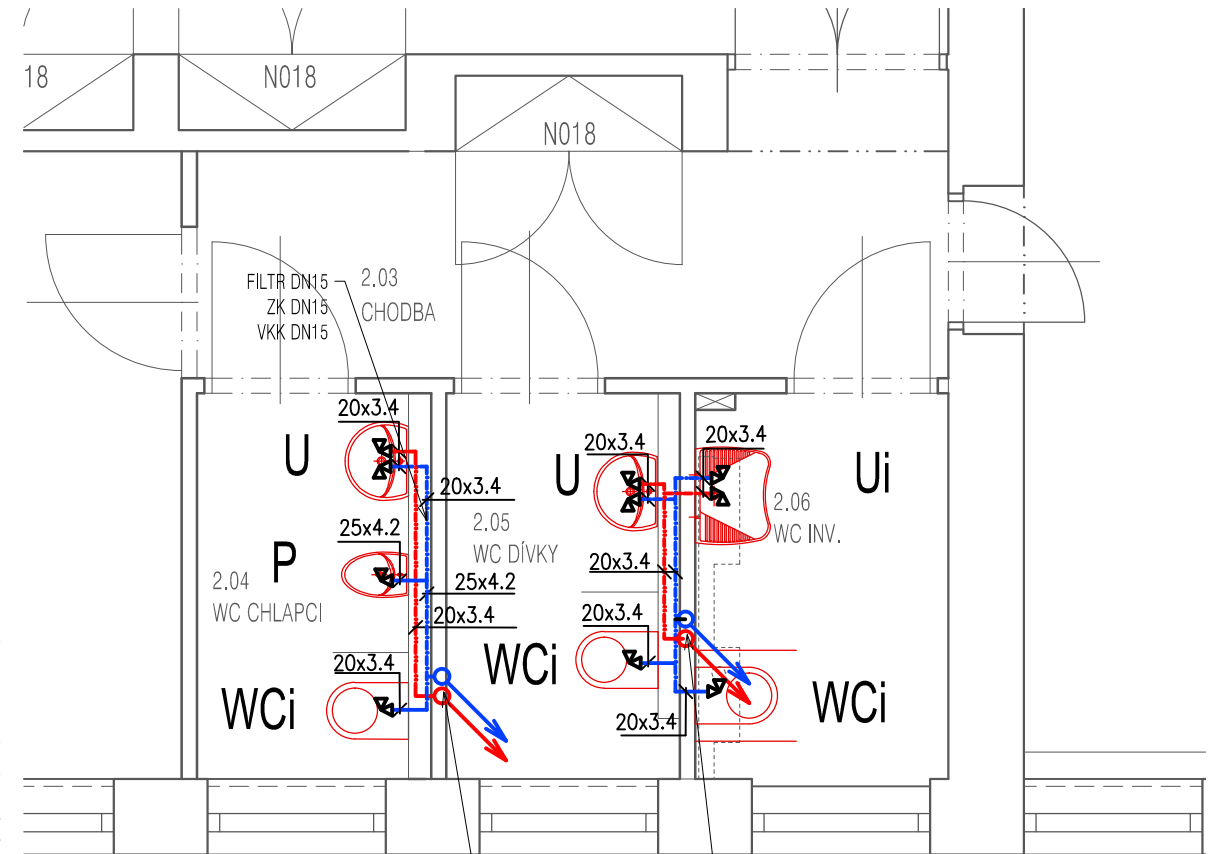 18
N018
N018
FILTR DN15
ZK DN15
VKK DN15
2.03
CHODBA
20x3.4
U
20x3.4
U
20x3.4
Ui
20x3.4
2.06
WC INV.
25x4.2
2.05
WC DÍVKY
P
2.04
WC CHLAPCI
25x4.2
20x3.4
20x3.4
20x3.4
20x3.4
WCi
WCi
WCi
20x3.4